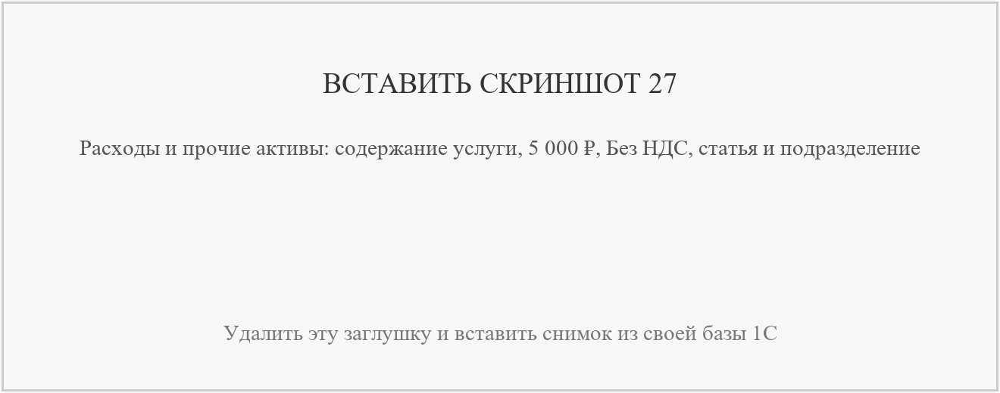 ВСТАВИТЬ СКРИНШОТ 27
Расходы и прочие активы: содержание услуги, 5 000 ₽, Без НДС, статья и подразделение
Удалить эту заглушку и вставить снимок из своей базы 1С